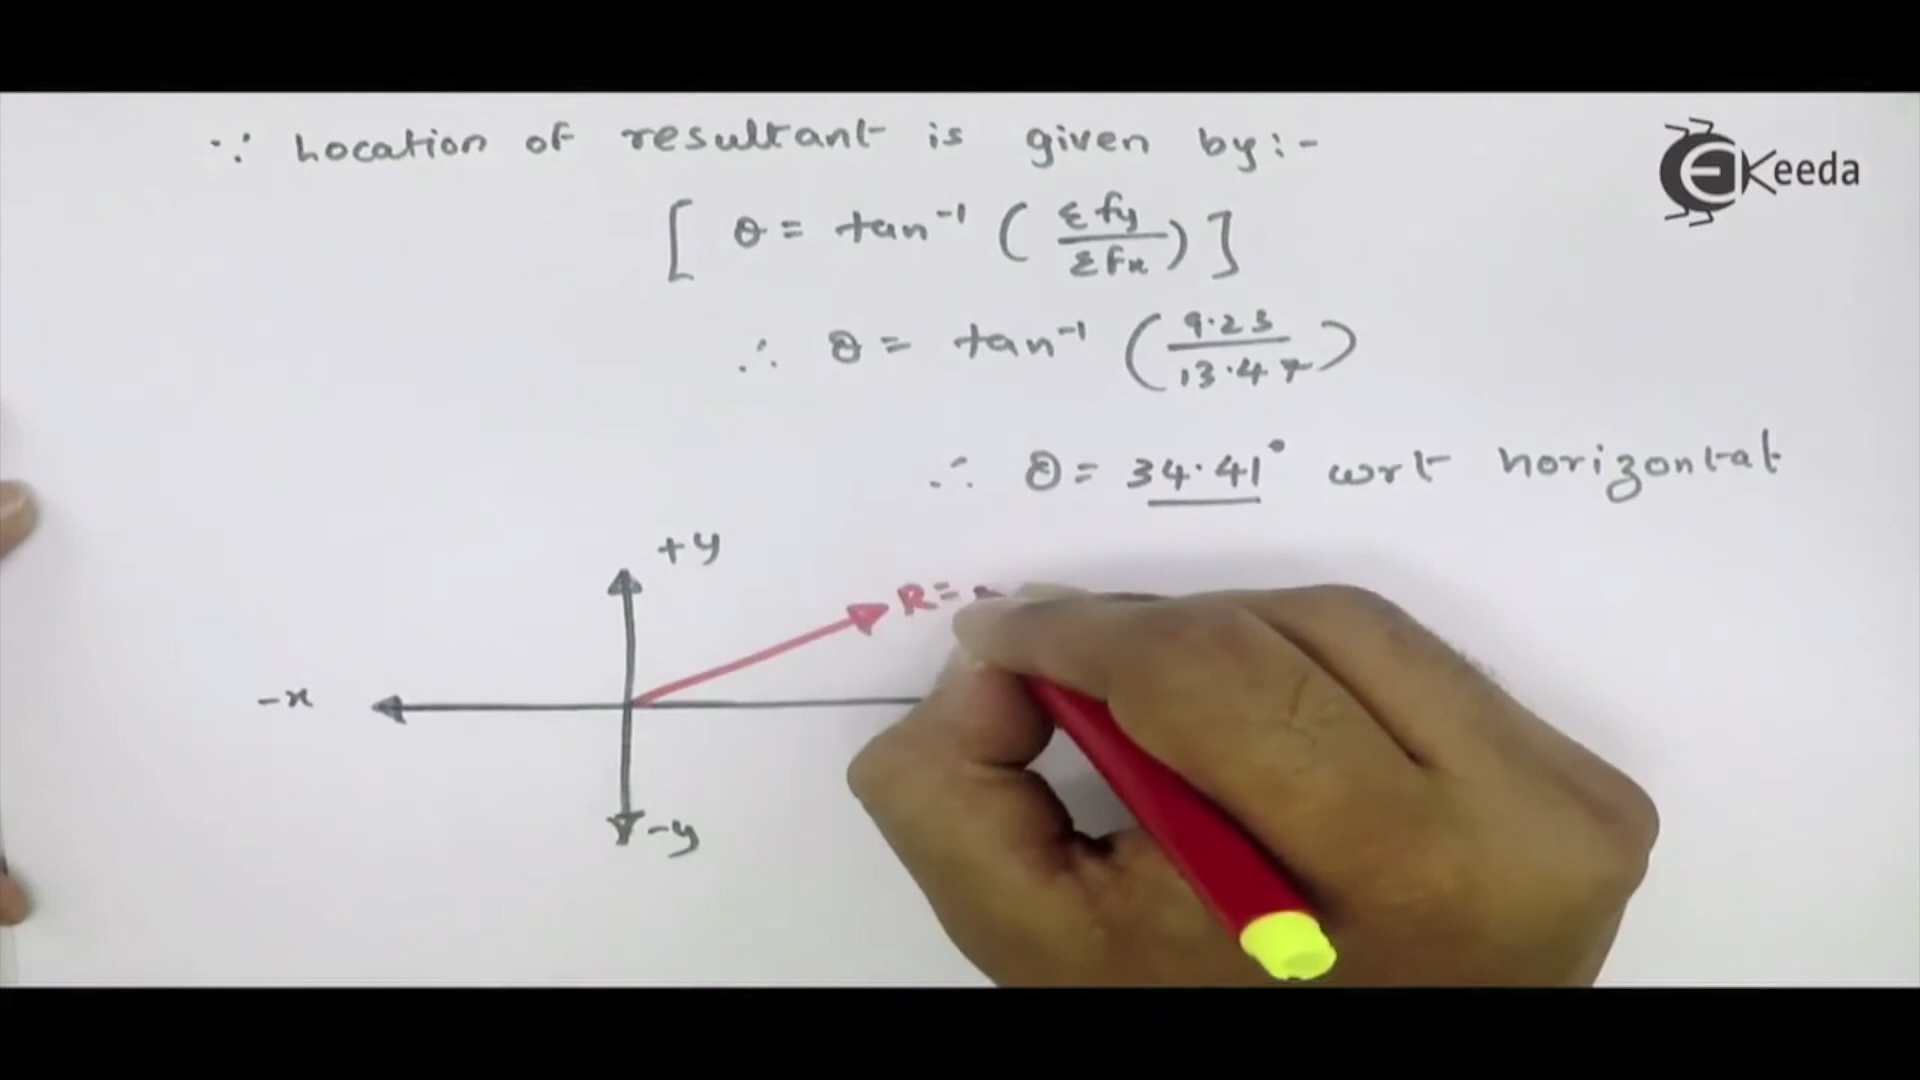 ∵ Location of resultant is given by:-
EKeeda
[ θ = tan⁻¹ ( Σfy / Σfx ) ]
∴ θ = tan⁻¹ ( 9.23 / 13.47 )
∴ θ = 34.41° wrt horizontal
+y
R=
-x
-y